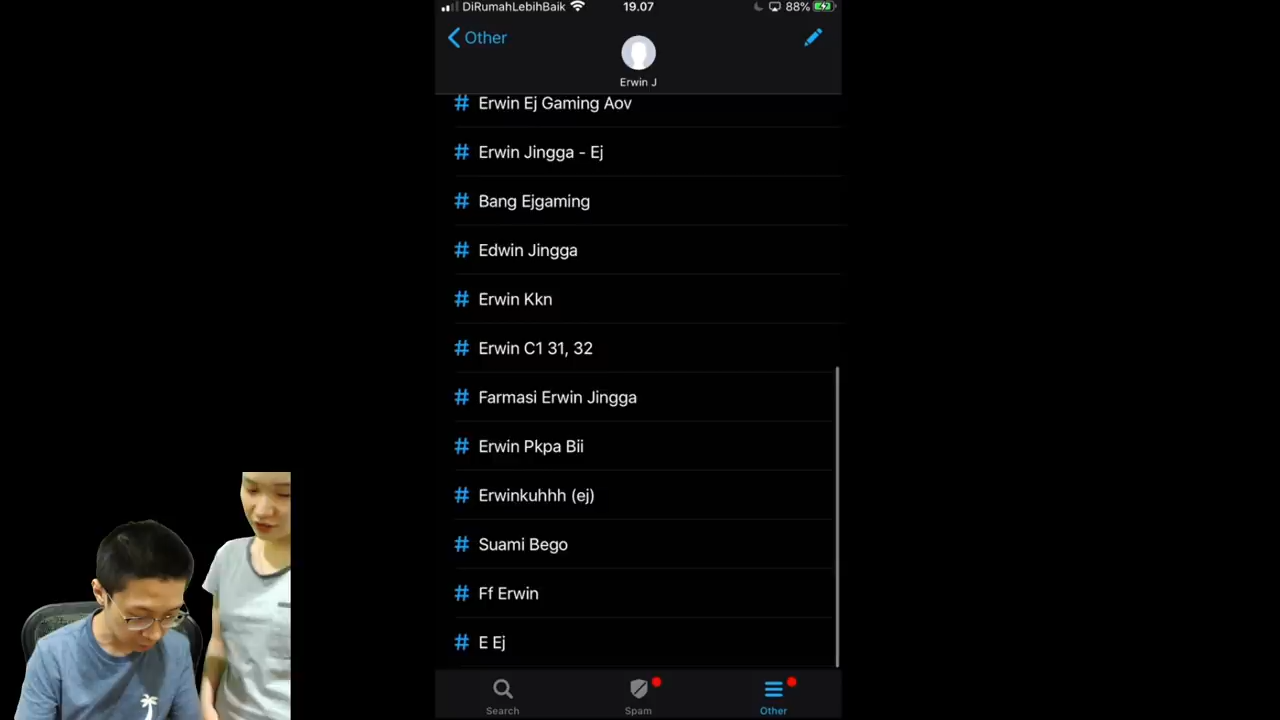 DiRumahLebihBaik 19.07 88%
Other
Erwin J
# Erwin Ej Gaming Aov
# Erwin Jingga - Ej
# Bang Ejgaming
# Edwin Jingga
# Erwin Kkn
# Erwin C1 31, 32
# Farmasi Erwin Jingga
# Erwin Pkpa Bii
# Erwinkuhhh (ej)
# Suami Bego
# Ff Erwin
# E Ej
Search Spam Other